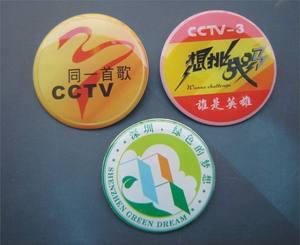 同一首歌
CCTV
CCTV-3
想挑战吗
Wanna challenge
谁是英雄
深圳·绿色的梦想
SHENZHEN GREEN DREAM